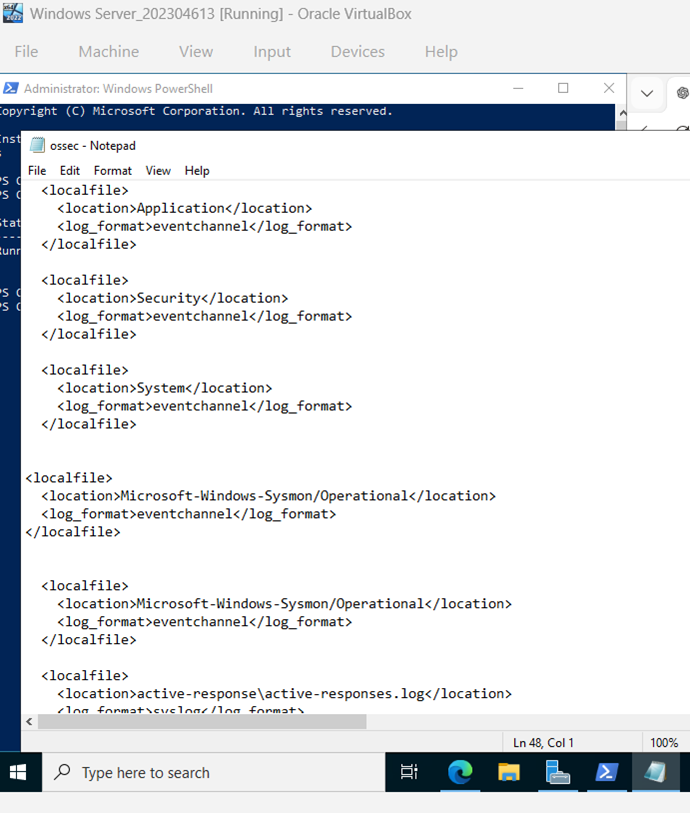 Windows Server_202304613 [Running] - Oracle VirtualBox
File Machine View Input Devices Help
Administrator: Windows PowerShell
Copyright (C) Microsoft Corporation. All rights reserved.
ossec - Notepad
File Edit Format View Help
<localfile>
<location>Application</location>
<log_format>eventchannel</log_format>
</localfile>
<localfile>
<location>Security</location>
<log_format>eventchannel</log_format>
</localfile>
<localfile>
<location>System</location>
<log_format>eventchannel</log_format>
</localfile>
<localfile>
<location>Microsoft-Windows-Sysmon/Operational</location>
<log_format>eventchannel</log_format>
</localfile>
<localfile>
<location>Microsoft-Windows-Sysmon/Operational</location>
<log_format>eventchannel</log_format>
</localfile>
<localfile>
<location>active-response\active-responses.log</location>
<log_format>syslog</log_format>
Ln 48, Col 1 100%
Type here to search